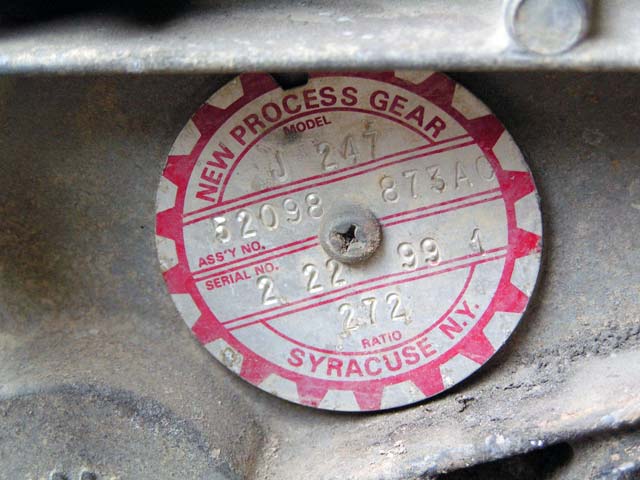 NEW PROCESS GEAR
MODEL
J 247
52098 873AC
ASS'Y NO.
SERIAL NO.
2 22 99 1
272
RATIO
SYRACUSE N.Y.